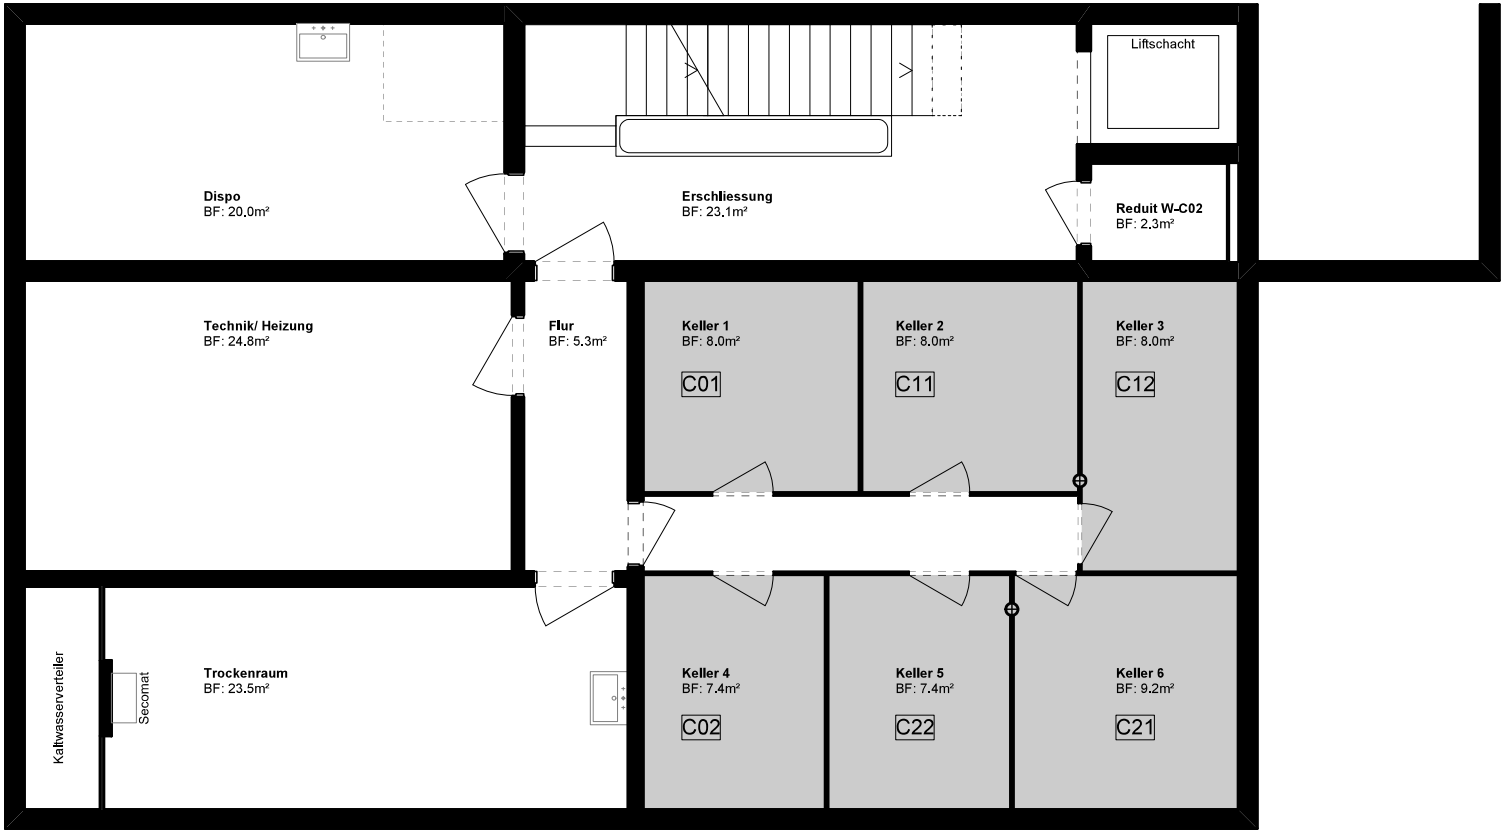 Liftschacht
Dispo
BF: 20.0m²
Erschliessung
BF: 23.1m²
Reduit W-C02
BF: 2.3m²
Technik/ Heizung
BF: 24.8m²
Flur
BF: 5.3m²
Keller 1
BF: 8.0m²
C01
Keller 2
BF: 8.0m²
C11
Keller 3
BF: 8.0m²
C12
Kaltwasserverteiler
Secomat
Trockenraum
BF: 23.5m²
Keller 4
BF: 7.4m²
C02
Keller 5
BF: 7.4m²
C22
Keller 6
BF: 9.2m²
C21